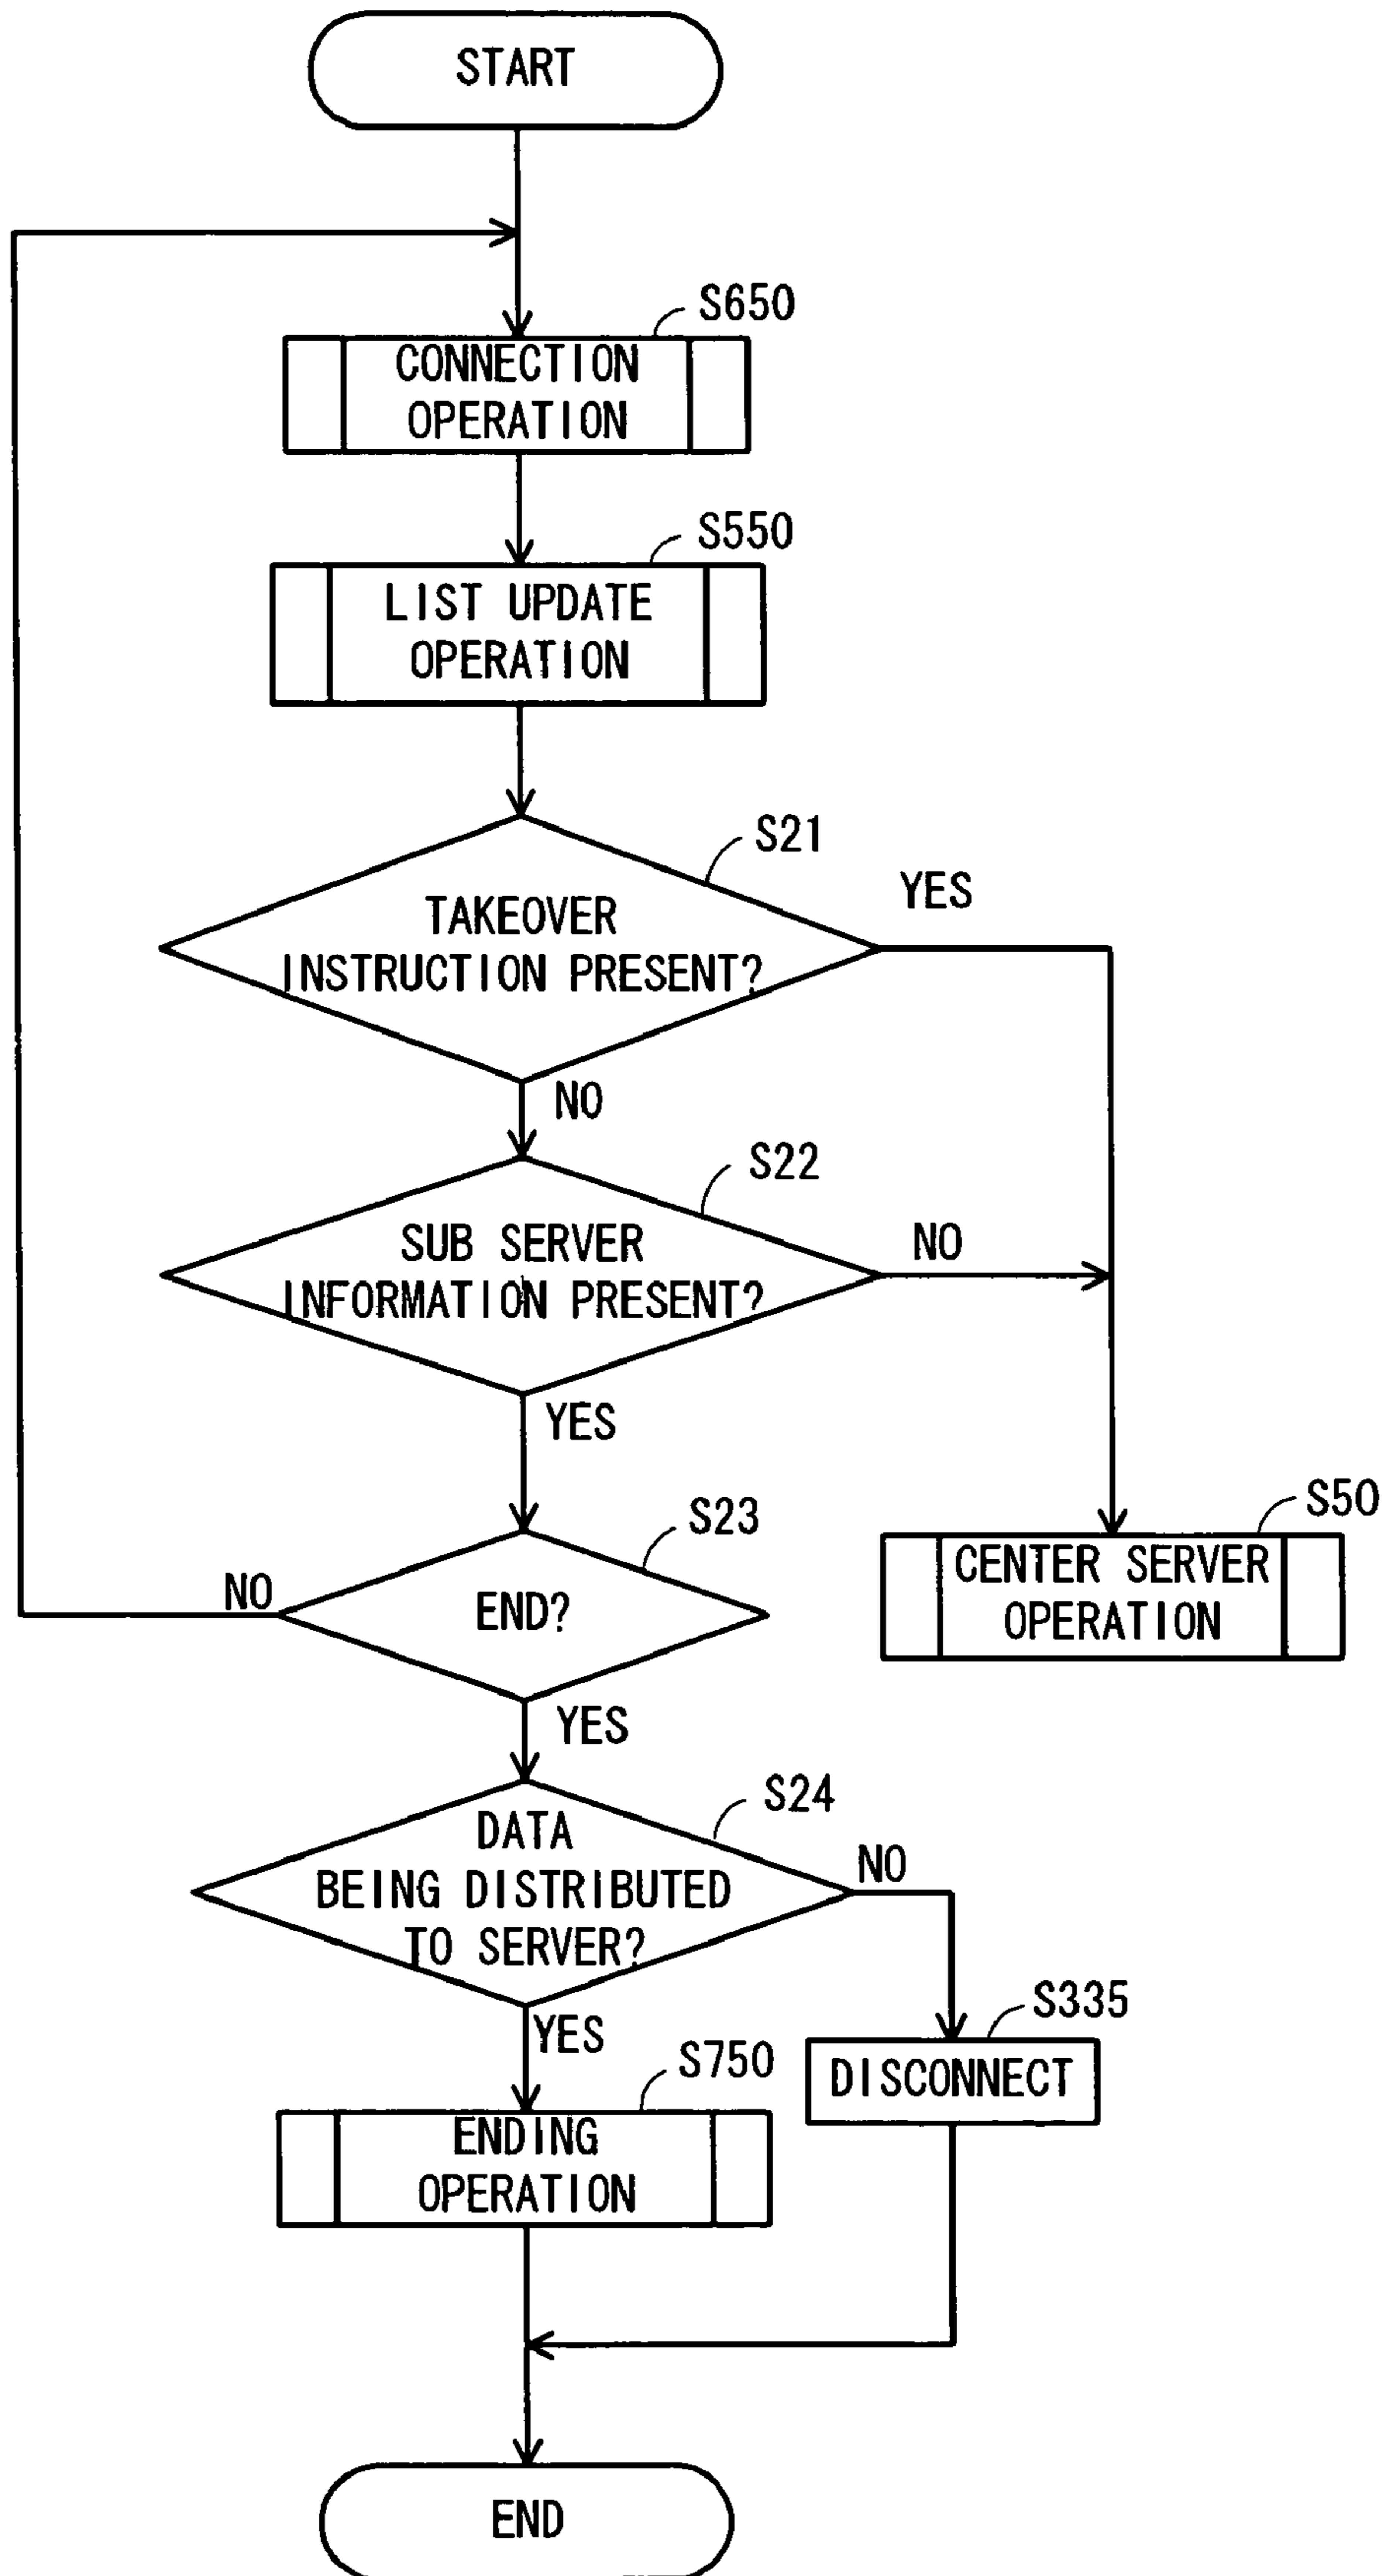 START
S650
CONNECTION
OPERATION
S550
LIST UPDATE
OPERATION
S21
YES
TAKEOVER
INSTRUCTION PRESENT?
NO
S22
SUB SERVER
NO
INFORMATION PRESENT?
YES
S23
S50
CENTER SERVER
OPERATION
NO
END?
YES
S24
DATA
NO
BEING DISTRIBUTED
TO SERVER?
S335
YES
S750
DISCONNECT
ENDING
OPERATION
END